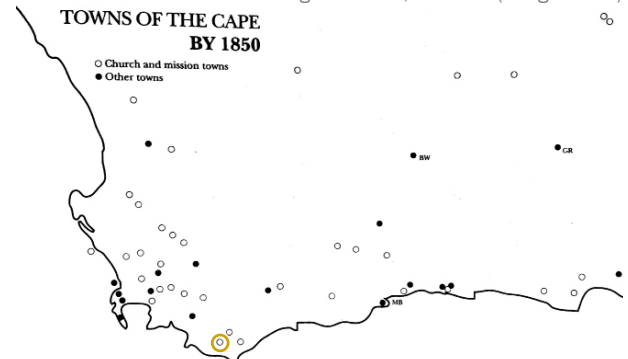 TOWNS OF THE CAPE
BY 1850
Church and mission towns
Other towns
BW
GR
MB